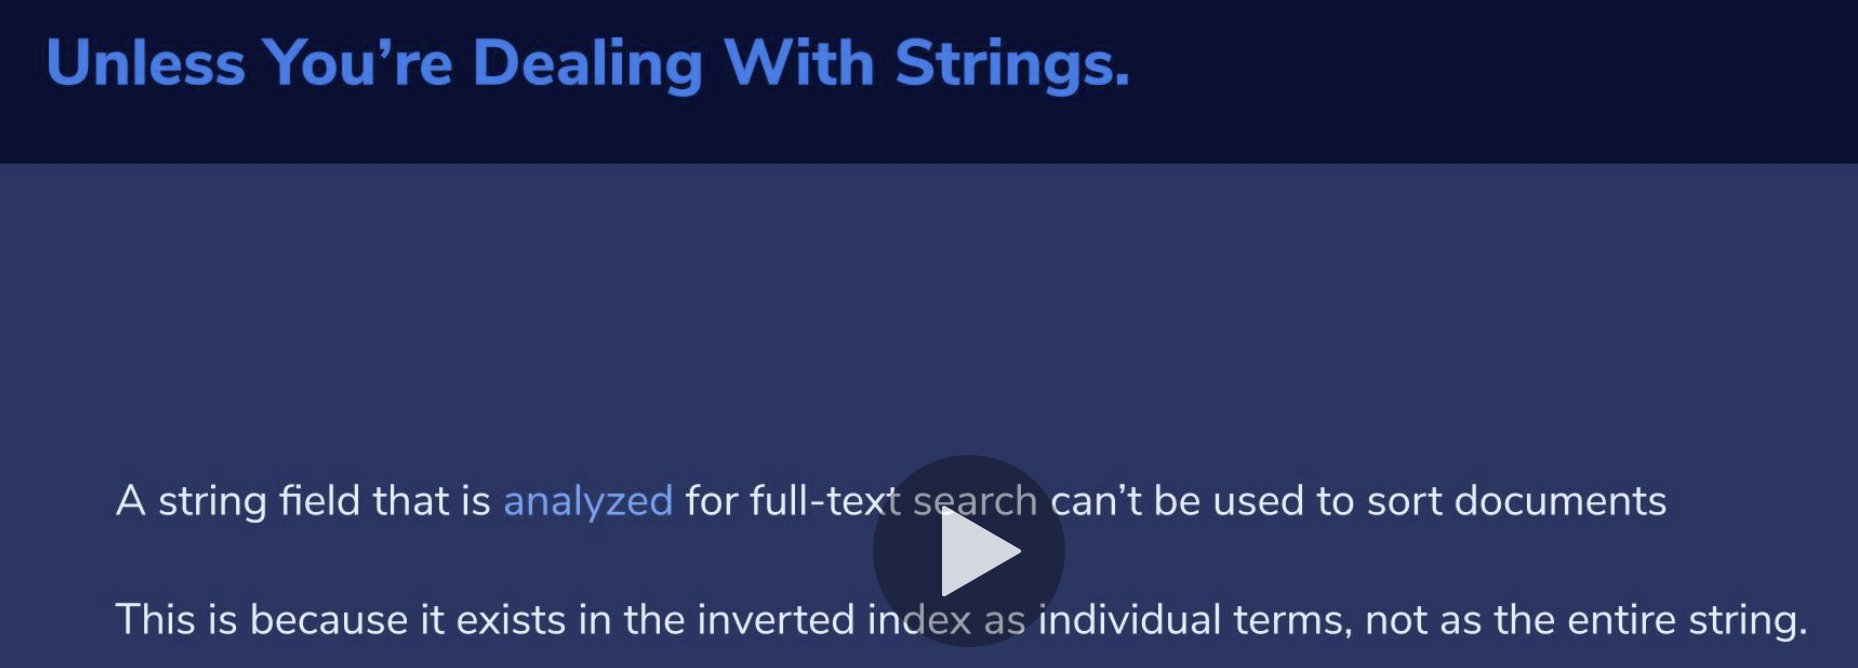 Unless You’re Dealing With Strings.
A string field that is analyzed for full-text search can’t be used to sort documents
This is because it exists in the inverted index as individual terms, not as the entire string.